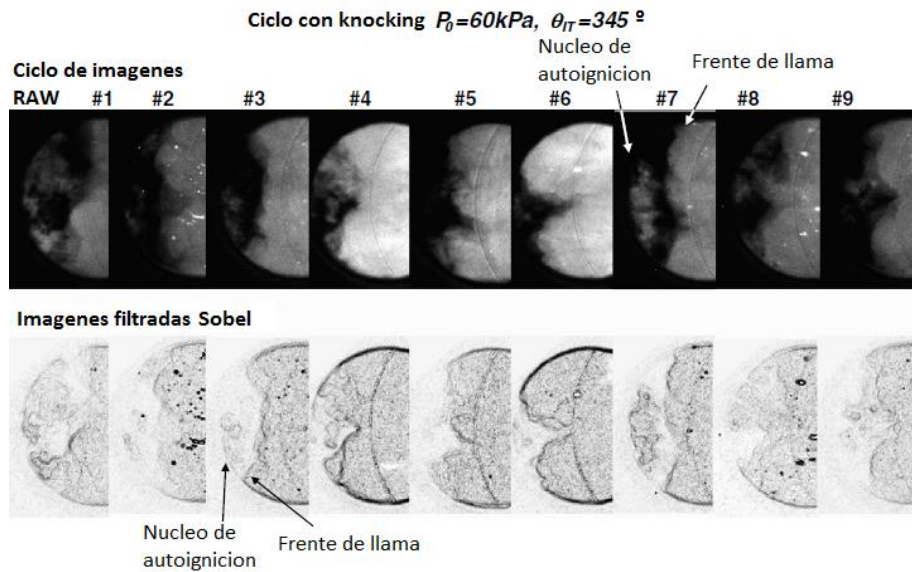 Ciclo con knocking P₀=60kPa, θ_IT=345 º
Nucleo de
autoignicion
Frente de llama
Ciclo de imagenes
RAW #1 #2 #3 #4 #5 #6 #7 #8 #9
Imagenes filtradas Sobel
Nucleo de
autoignicion
Frente de llama